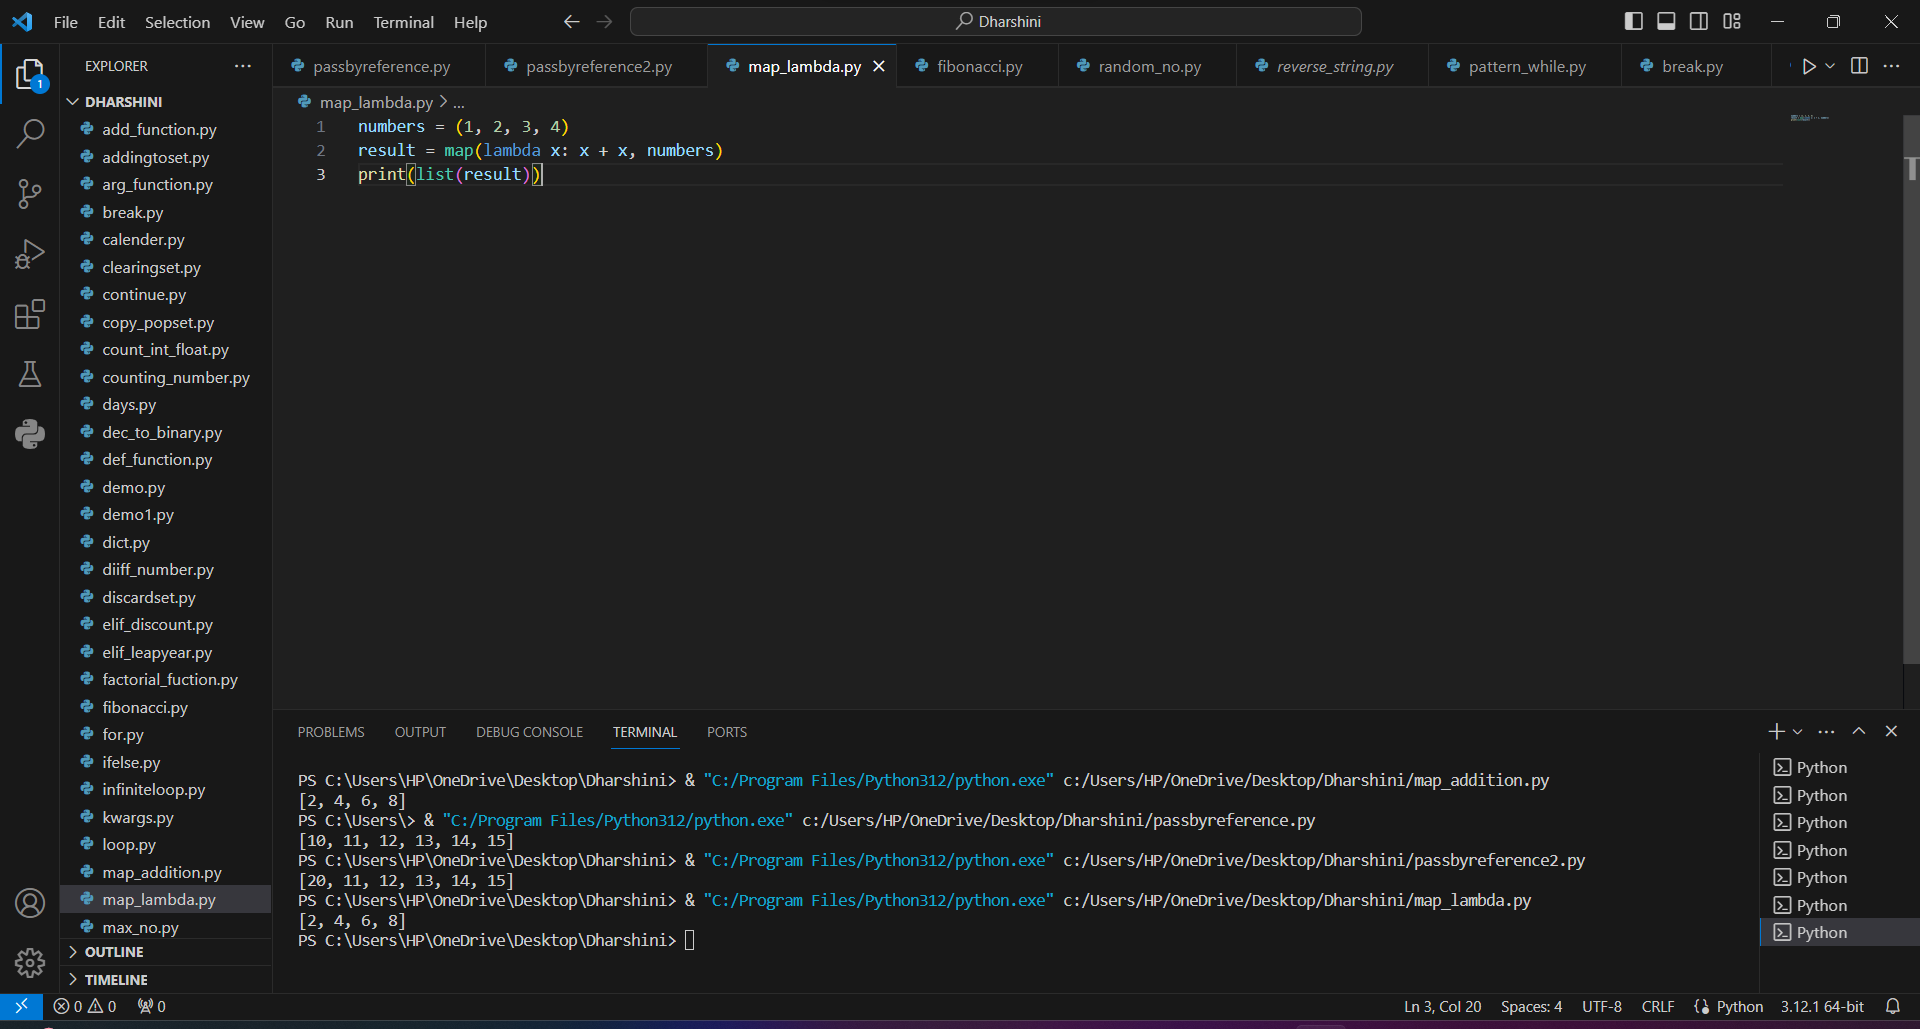 File Edit Selection View Go Run Terminal Help
Dharshini
1
EXPLORER
DHARSHINI
add_function.py
addingtoset.py
arg_function.py
break.py
calender.py
clearingset.py
continue.py
copy_popset.py
count_int_float.py
counting_number.py
days.py
dec_to_binary.py
def_function.py
demo.py
demo1.py
dict.py
diiff_number.py
discardset.py
elif_discount.py
elif_leapyear.py
factorial_fuction.py
fibonacci.py
for.py
ifelse.py
infiniteloop.py
kwargs.py
loop.py
map_addition.py
map_lambda.py
max_no.py
OUTLINE
TIMELINE
passbyreference.py passbyreference2.py map_lambda.py fibonacci.py random_no.py reverse_string.py pattern_while.py break.py
map_lambda.py > ...
1 numbers = (1, 2, 3, 4)
2 result = map(lambda x: x + x, numbers)
3 print(list(result))
PROBLEMS OUTPUT DEBUG CONSOLE TERMINAL PORTS
PS C:\Users\HP\OneDrive\Desktop\Dharshini> & "C:/Program Files/Python312/python.exe" c:/Users/HP/OneDrive/Desktop/Dharshini/map_addition.py
[2, 4, 6, 8]
PS C:\Users\> & "C:/Program Files/Python312/python.exe" c:/Users/HP/OneDrive/Desktop/Dharshini/passbyreference.py
[10, 11, 12, 13, 14, 15]
PS C:\Users\HP\OneDrive\Desktop\Dharshini> & "C:/Program Files/Python312/python.exe" c:/Users/HP/OneDrive/Desktop/Dharshini/passbyreference2.py
[20, 11, 12, 13, 14, 15]
PS C:\Users\HP\OneDrive\Desktop\Dharshini> & "C:/Program Files/Python312/python.exe" c:/Users/HP/OneDrive/Desktop/Dharshini/map_lambda.py
[2, 4, 6, 8]
PS C:\Users\HP\OneDrive\Desktop\Dharshini>
Python
Python
Python
Python
Python
Python
Python
0 0 0
Ln 3, Col 20 Spaces: 4 UTF-8 CRLF Python 3.12.1 64-bit